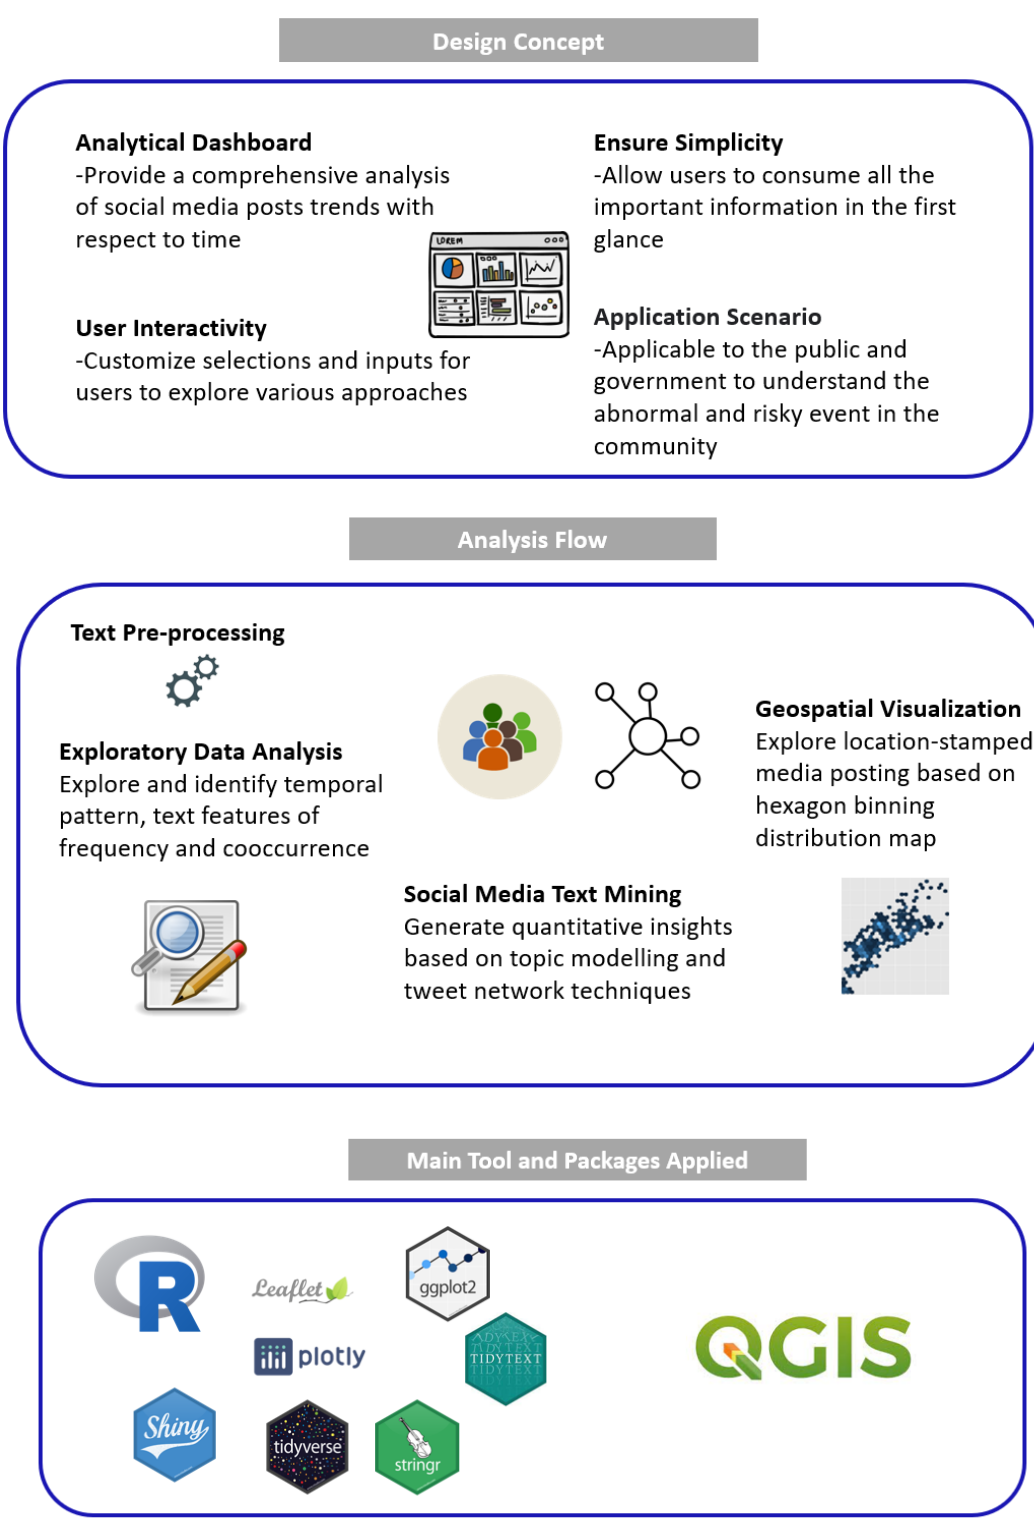 Design Concept
Analytical Dashboard
-Provide a comprehensive analysis
of social media posts trends with
respect to time
LOREM
User Interactivity
-Customize selections and inputs for
users to explore various approaches
Ensure Simplicity
-Allow users to consume all the
important information in the first
glance
Application Scenario
-Applicable to the public and
government to understand the
abnormal and risky event in the
community
Analysis Flow
Text Pre-processing
Exploratory Data Analysis
Explore and identify temporal
pattern, text features of
frequency and cooccurrence
Social Media Text Mining
Generate quantitative insights
based on topic modelling and
tweet network techniques
Geospatial Visualization
Explore location-stamped
media posting based on
hexagon binning
distribution map
Main Tool and Packages Applied
R
Leaflet
ggplot2
plotly
TIDYTEXT
TIDYTEXT
TIDYTEXT
Shiny
tidyverse
stringr
QGIS